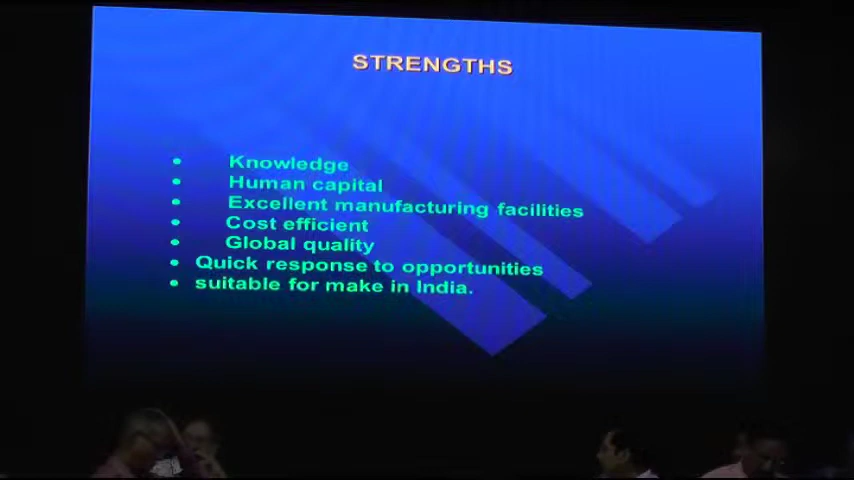 STRENGTHS
• Knowledge
• Human capital
• Excellent manufacturing facilities
• Cost efficient
• Global quality
• Quick response to opportunities
• suitable for make in India.